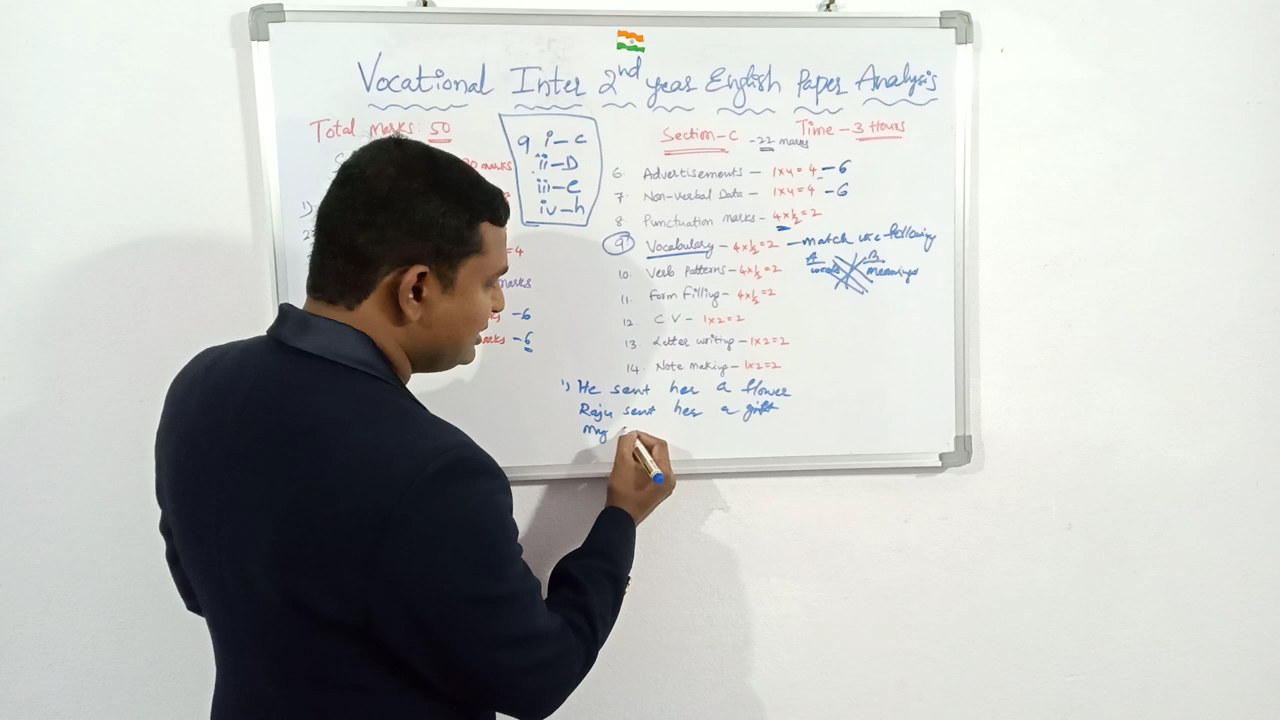 Vocational Inter 2nd year English Paper Analysis
Total marks: 50
Section-C - 22 marks
Time - 3 Hours
marks
1)
= 4
marks
- 6
marks - 6
9 i - c
ii - D
iii - e
iv - h
6. Advertisements - 1x4 = 4 - 6
7. Non-verbal Data - 1x4 = 4 - 6
8 Punctuation marks - 4x½ = 2
9 Vocabulary - 4x½ = 2 - match the following
A B
words meanings
10. Verb patterns - 4x½ = 2
11. Form Filling - 4x½ = 2
12. C V - 1x2 = 2
13. Letter writing - 1x2 = 2
14. Note making - 1x2 = 2
1) He sent her a flower
Raju sent her a gift
my